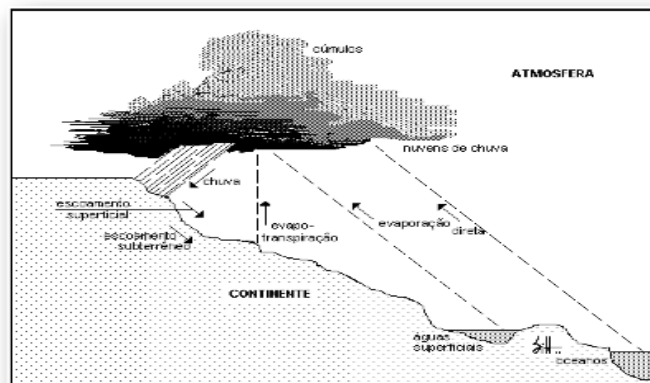 cúmulos
ATMOSFERA
nuvens de chuva
chuva
escoamento
superficial
escoamento
subterrâneo
evapo-
transpiração
evaporação
direta
CONTINENTE
águas
superficiais
oceanos